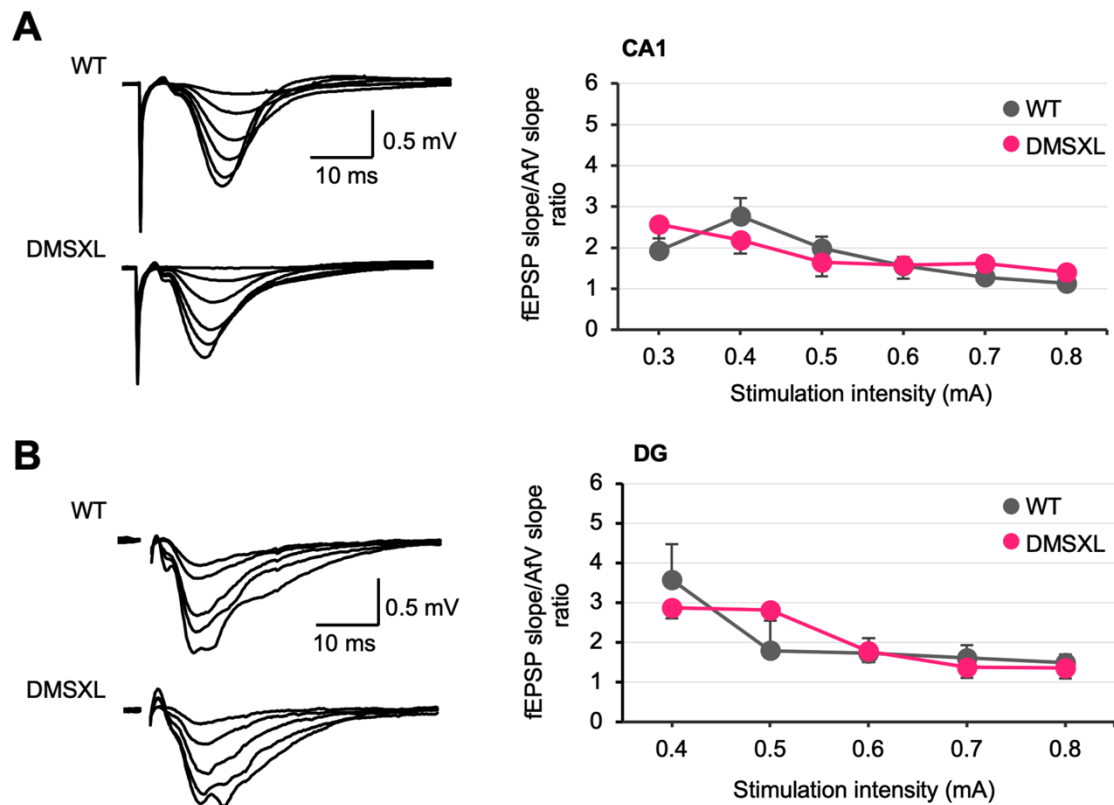 A
WT
0.5 mV
10 ms
DMSXL
CA1
fEPSP slope/AfV slope
ratio
6
5
4
3
2
1
0
WT
DMSXL
0.3 0.4 0.5 0.6 0.7 0.8
Stimulation intensity (mA)
B
WT
0.5 mV
10 ms
DMSXL
DG
fEPSP slope/AfV slope
ratio
6
5
4
3
2
1
0
WT
DMSXL
0.4 0.5 0.6 0.7 0.8
Stimulation intensity (mA)